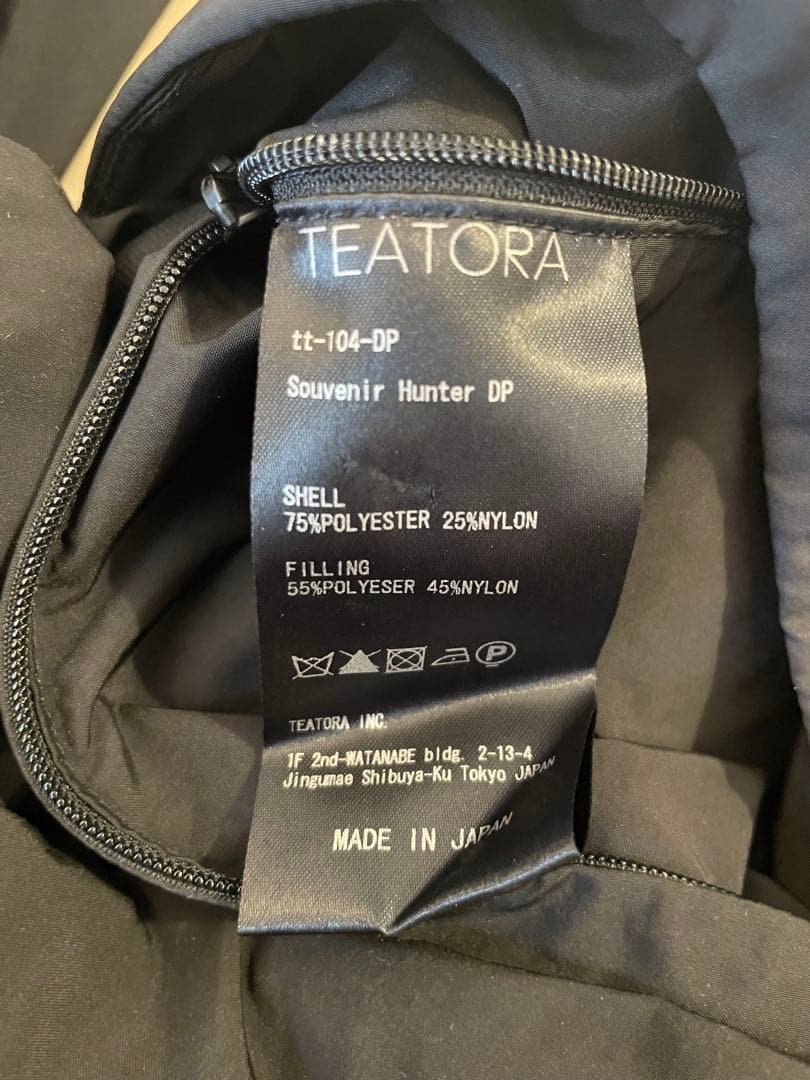 TEATORA
tt-104-DP
Souvenir Hunter DP
SHELL
75%POLYESTER 25%NYLON
FILLING
55%POLYESER 45%NYLON
P
TEATORA INC.
1F 2nd-WATANABE bldg. 2-13-4
Jingumae Shibuya-Ku Tokyo JAPAN
MADE IN JAPAN